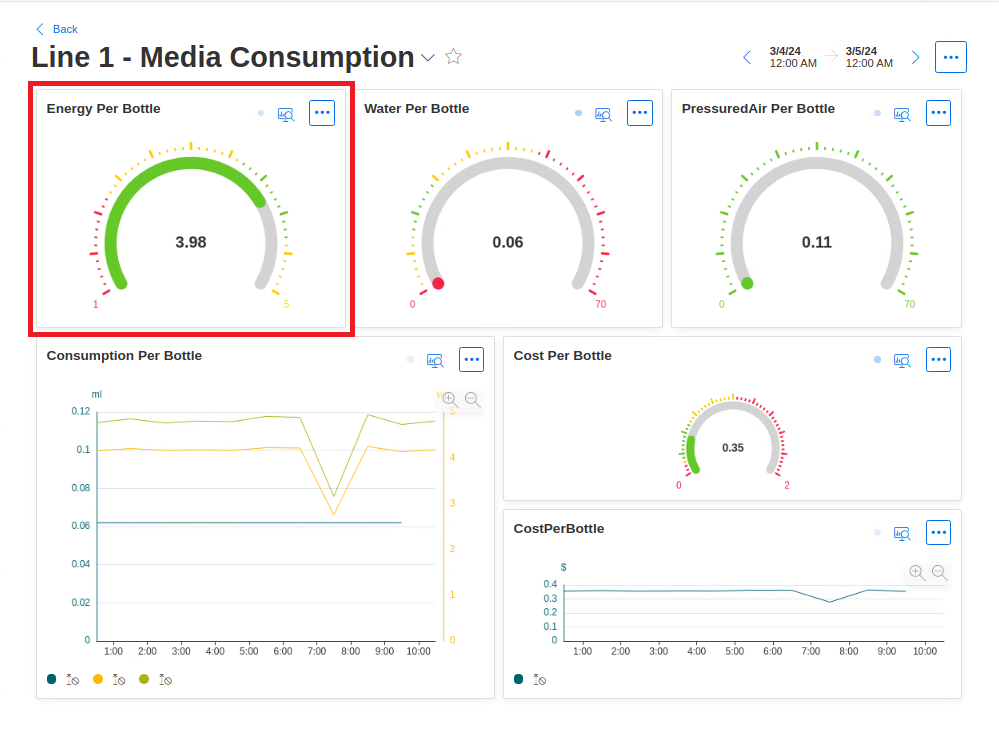 Back
Line 1 - Media Consumption
3/4/24
12:00 AM
3/5/24
12:00 AM
Energy Per Bottle
3.98
1
5
Water Per Bottle
0.06
0
70
PressuredAir Per Bottle
0.11
0
70
Consumption Per Bottle
ml
0.12
0.1
0.08
0.06
0.04
0.02
0
5
4
3
2
1
0
1:00 2:00 3:00 4:00 5:00 6:00 7:00 8:00 9:00 10:00
Cost Per Bottle
0.35
0
2
CostPerBottle
$
0.4
0.3
0.2
0.1
0
1:00 2:00 3:00 4:00 5:00 6:00 7:00 8:00 9:00 10:00